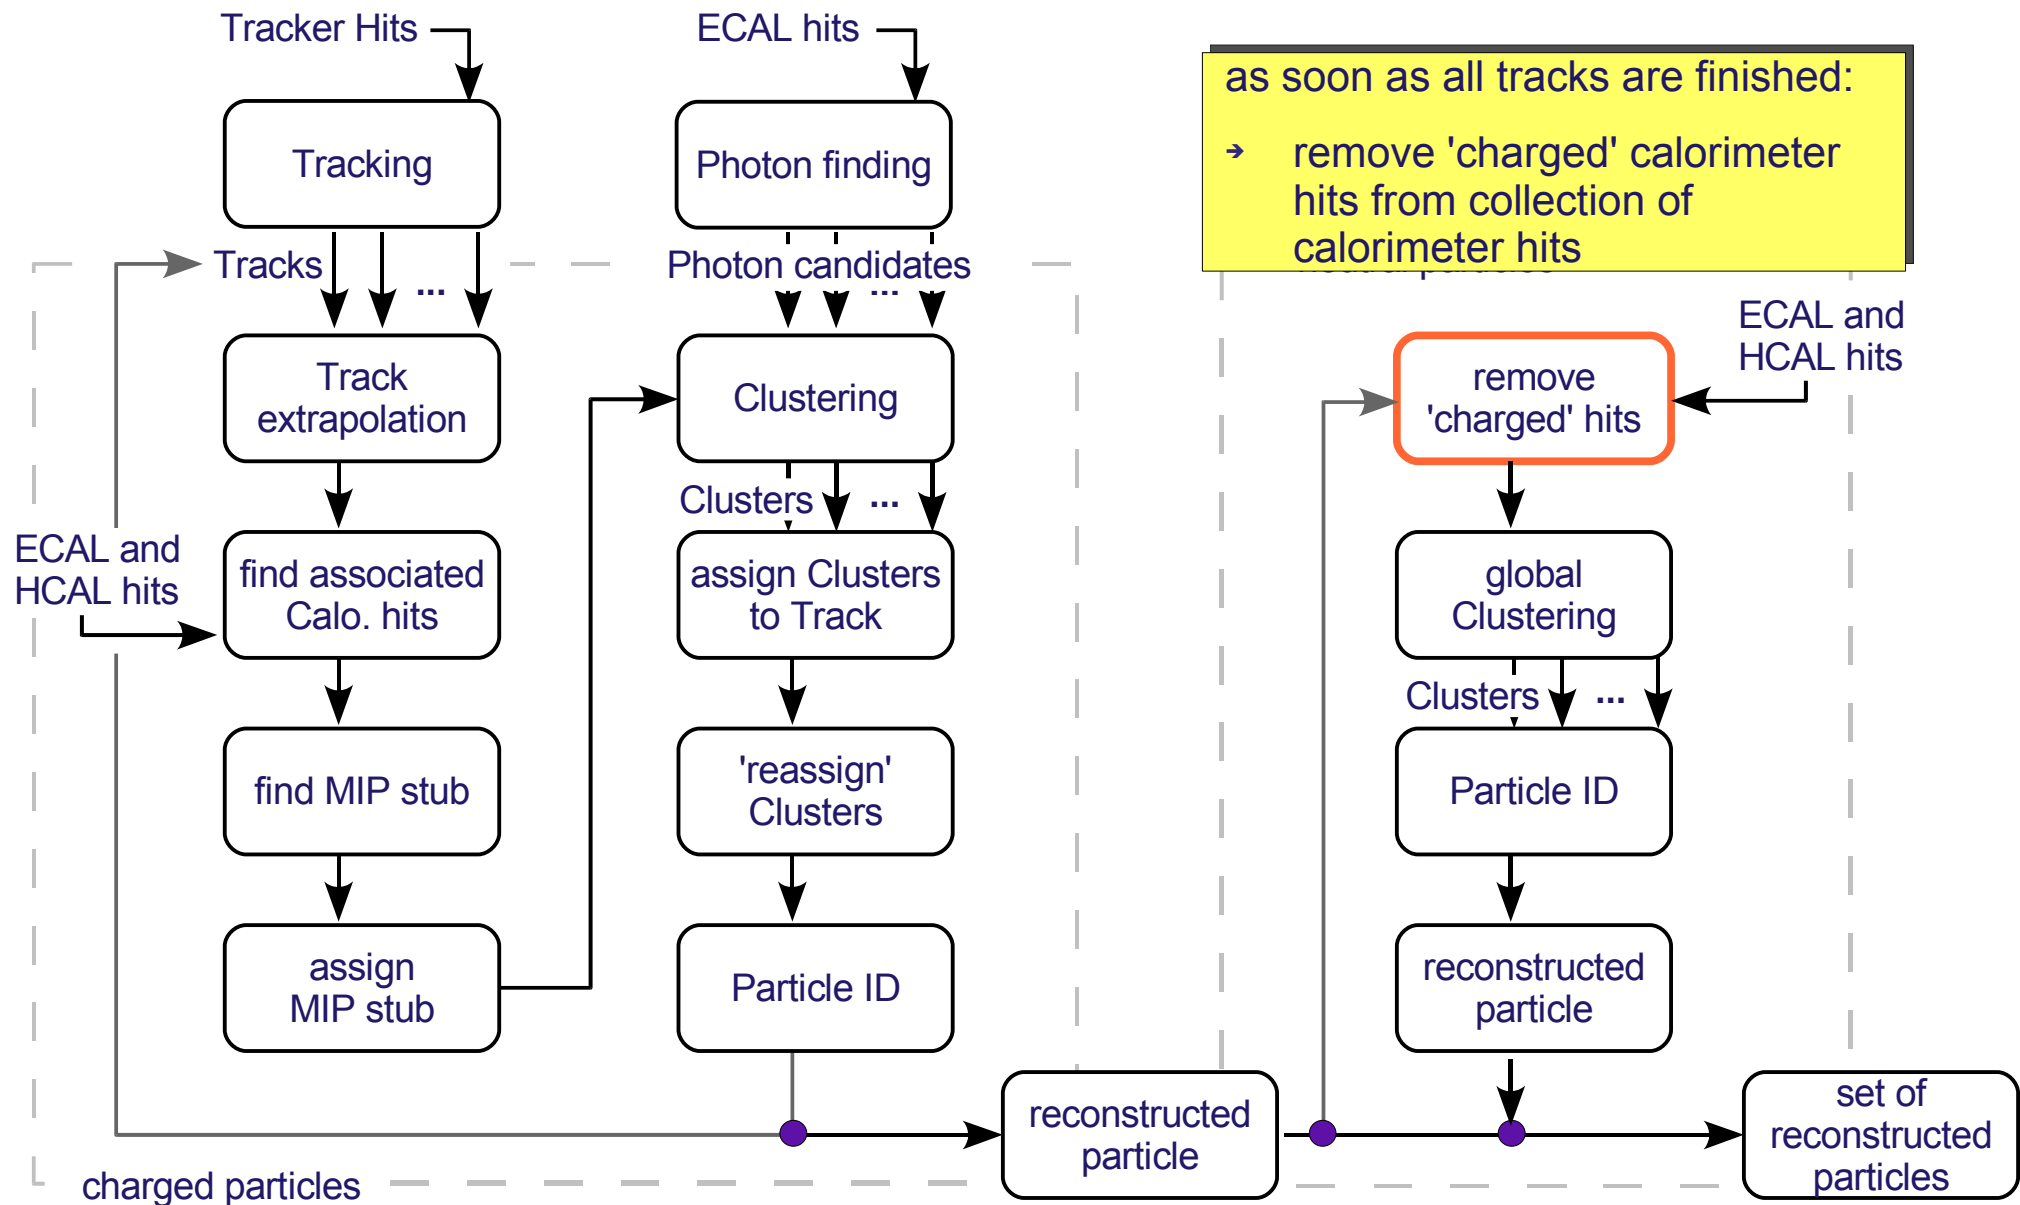 Tracker Hits
ECAL hits
as soon as all tracks are finished:
➔ remove 'charged' calorimeter
hits from collection of
calorimeter hits
Tracking
Photon finding
Tracks
...
Photon candidates
...
neutral particles
Track
extrapolation
Clustering
remove
'charged' hits
ECAL and
HCAL hits
Clusters
...
ECAL and
HCAL hits
find associated
Calo. hits
assign Clusters
to Track
global
Clustering
Clusters
...
find MIP stub
'reassign'
Clusters
Particle ID
assign
MIP stub
Particle ID
reconstructed
particle
reconstructed
particle
set of
reconstructed
particles
charged particles